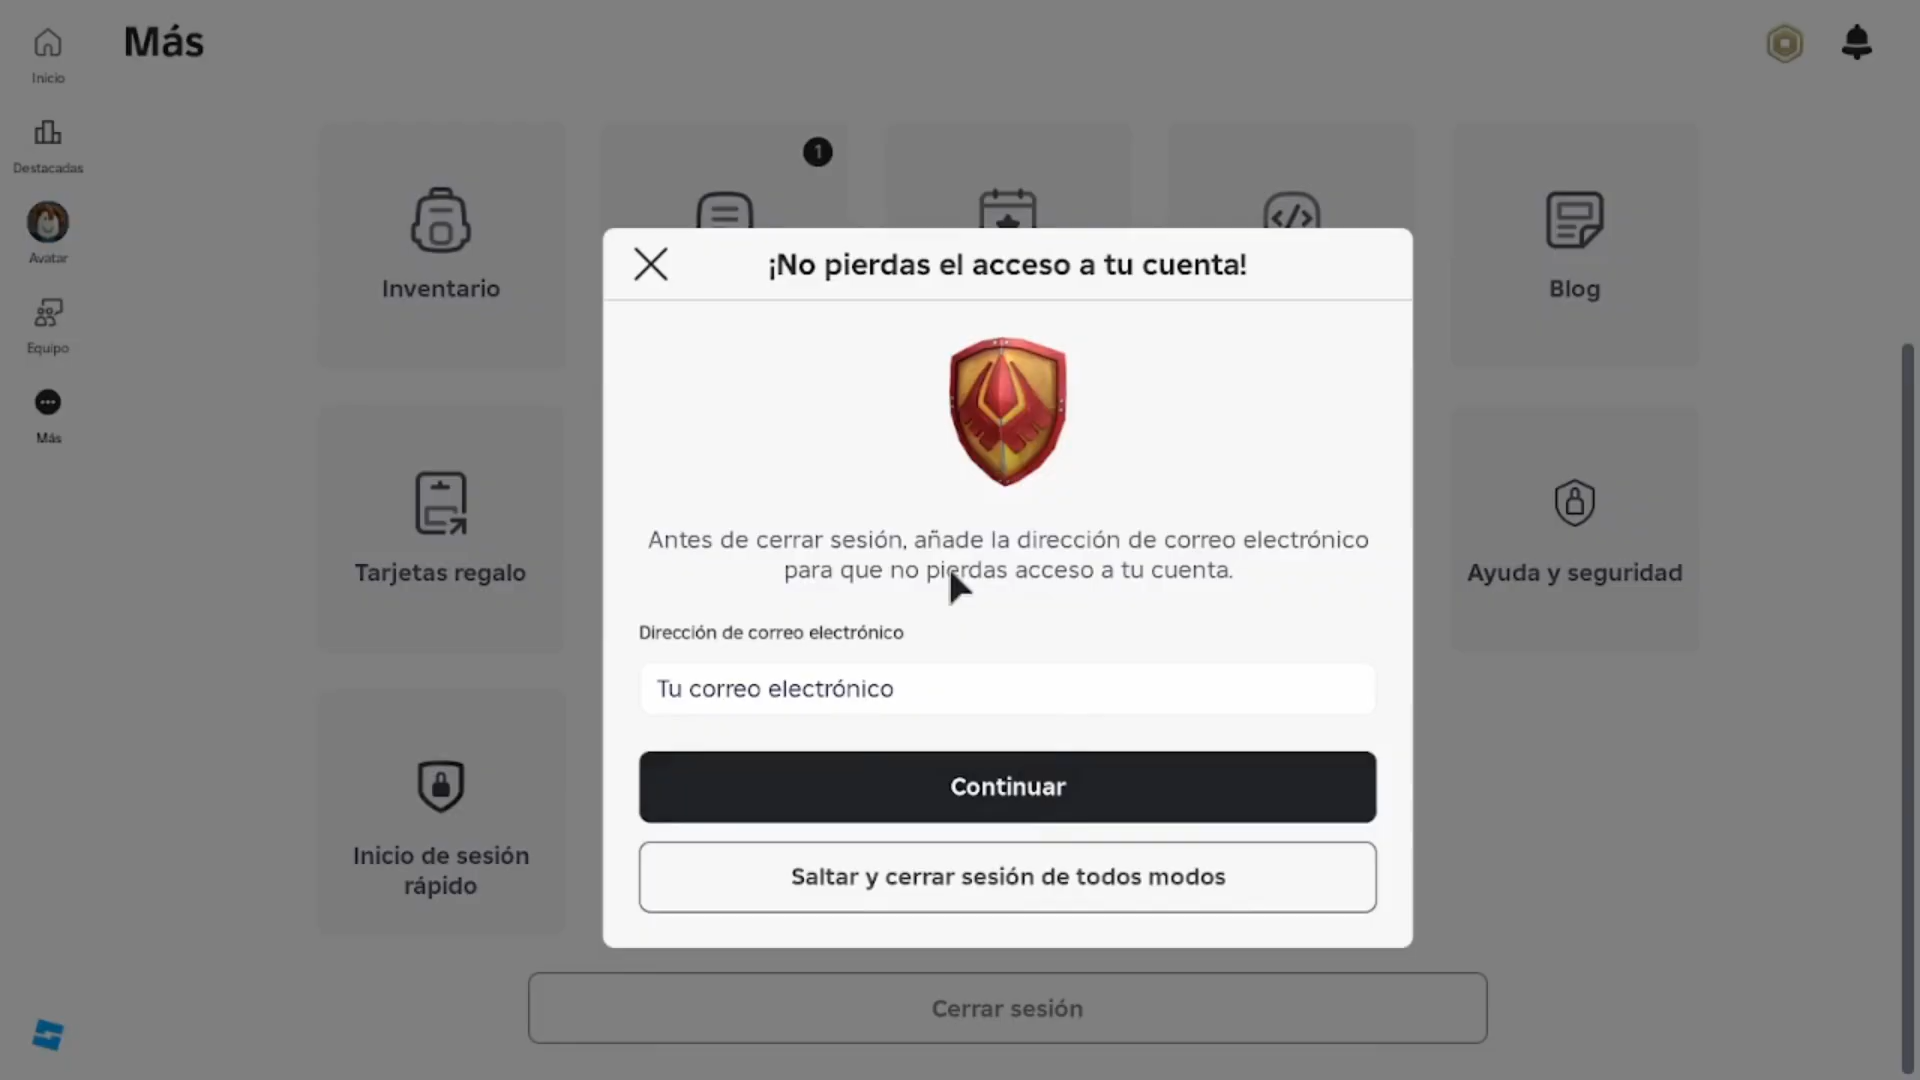 Más
Inicio
Destacadas
Avatar
Equipo
Más
1
Inventario
Blog
Tarjetas regalo
Ayuda y seguridad
Inicio de sesión
rápido
¡No pierdas el acceso a tu cuenta!
Antes de cerrar sesión, añade la dirección de correo electrónico
para que no pierdas acceso a tu cuenta.
Dirección de correo electrónico
Tu correo electrónico
Continuar
Saltar y cerrar sesión de todos modos
Cerrar sesión